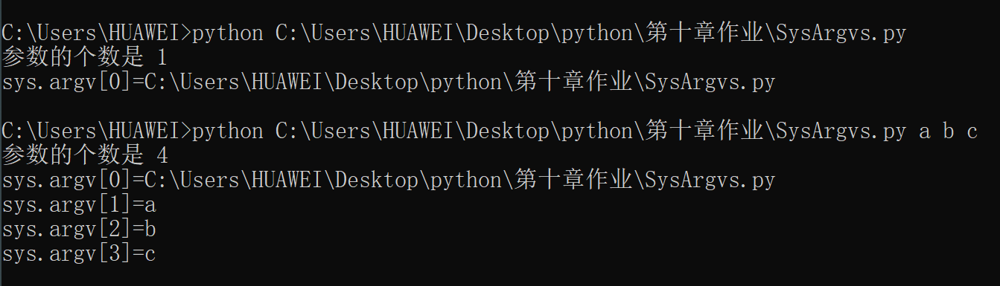 C:\Users\HUAWEI>python C:\Users\HUAWEI\Desktop\python\第十章作业\SysArgvs.py
参数的个数是 1
sys.argv[0]=C:\Users\HUAWEI\Desktop\python\第十章作业\SysArgvs.py
C:\Users\HUAWEI>python C:\Users\HUAWEI\Desktop\python\第十章作业\SysArgvs.py a b c
参数的个数是 4
sys.argv[0]=C:\Users\HUAWEI\Desktop\python\第十章作业\SysArgvs.py
sys.argv[1]=a
sys.argv[2]=b
sys.argv[3]=c